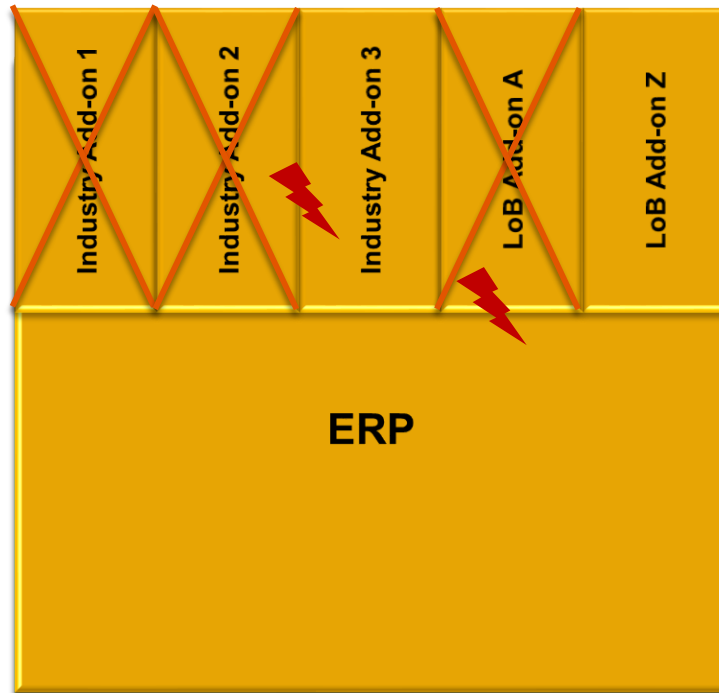 Industry Add-on 1
Industry Add-on 2
Industry Add-on 3
LoB Add-on A
LoB Add-on Z
ERP